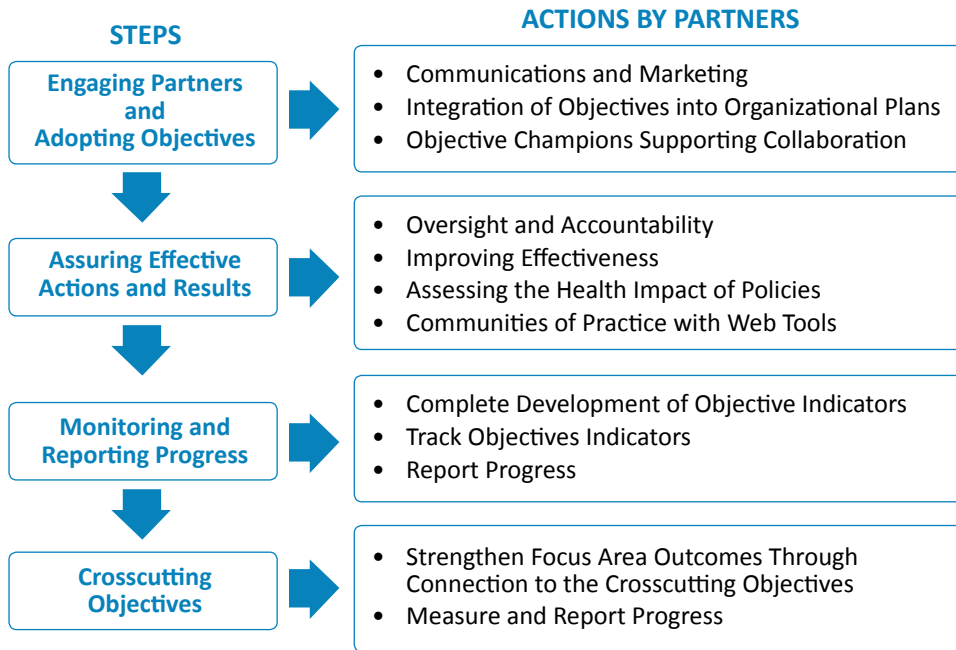 STEPS
ACTIONS BY PARTNERS
Engaging Partners
and
Adopting Objectives
• Communications and Marketing
• Integration of Objectives into Organizational Plans
• Objective Champions Supporting Collaboration
Assuring Effective
Actions and Results
• Oversight and Accountability
• Improving Effectiveness
• Assessing the Health Impact of Policies
• Communities of Practice with Web Tools
Monitoring and
Reporting Progress
• Complete Development of Objective Indicators
• Track Objectives Indicators
• Report Progress
Crosscutting
Objectives
• Strengthen Focus Area Outcomes Through
Connection to the Crosscutting Objectives
• Measure and Report Progress